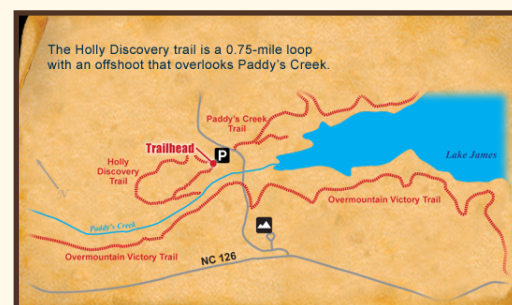 The Holly Discovery trail is a 0.75-mile loop
with an offshoot that overlooks Paddy's Creek.
Paddy's Creek
Trail
Trailhead
P
Holly
Discovery
Trail
Lake James
Overmountain Victory Trail
Paddy's Creek
Overmountain Victory Trail
NC 126